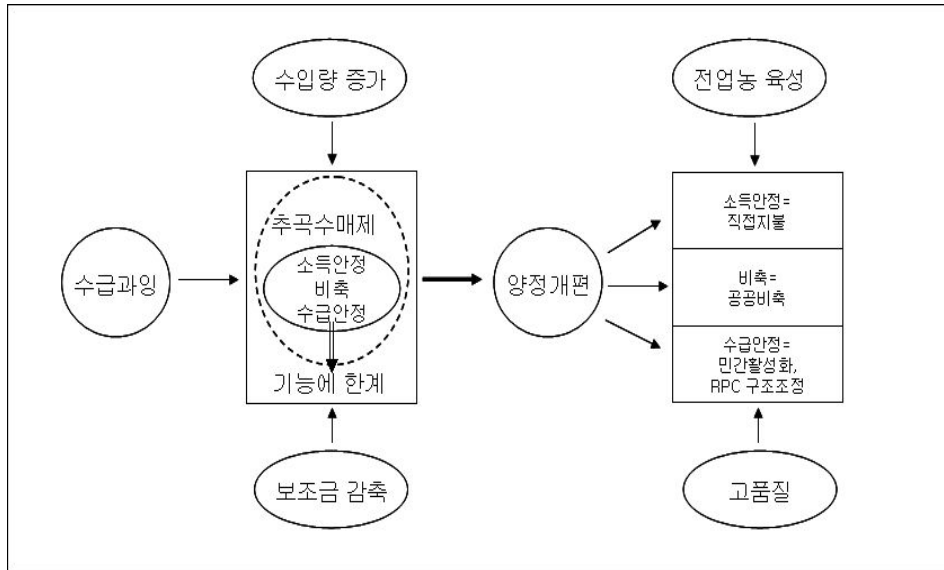 수입량 증가
전업농 육성
추곡수매제
소득안정
비축
수급안정
기능에 한계
수급과잉
양정개편
소득안정=
직접지불
비축=
공공비축
수급안정=
민간활성화,
RPC 구조조정
보조금 감축
고품질